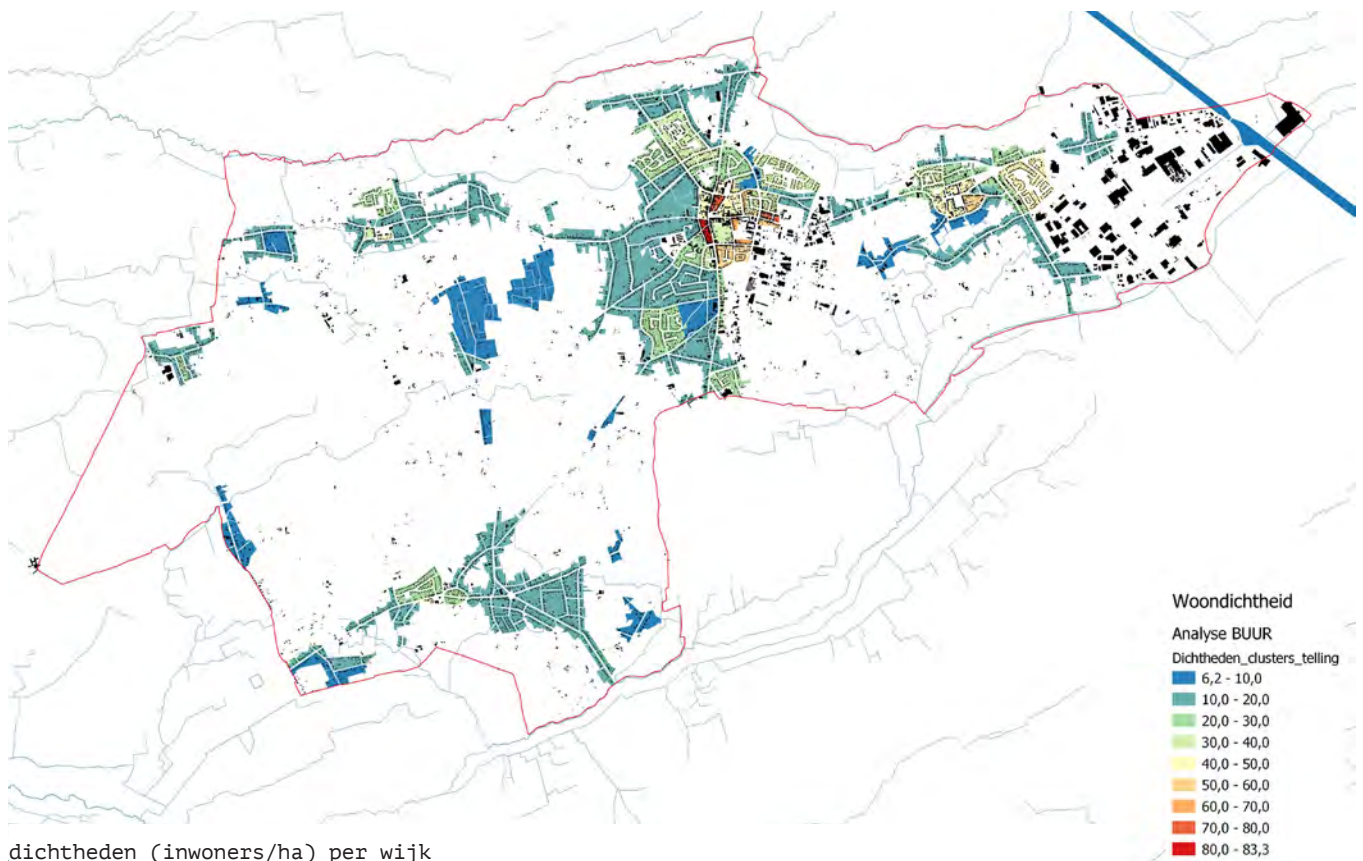 Woondichtheid
Analyse BUUR
Dichtheden_clusters_telling
6,2 - 10,0
10,0 - 20,0
20,0 - 30,0
30,0 - 40,0
40,0 - 50,0
50,0 - 60,0
60,0 - 70,0
70,0 - 80,0
80,0 - 83,3
dichtheden (inwoners/ha) per wijk